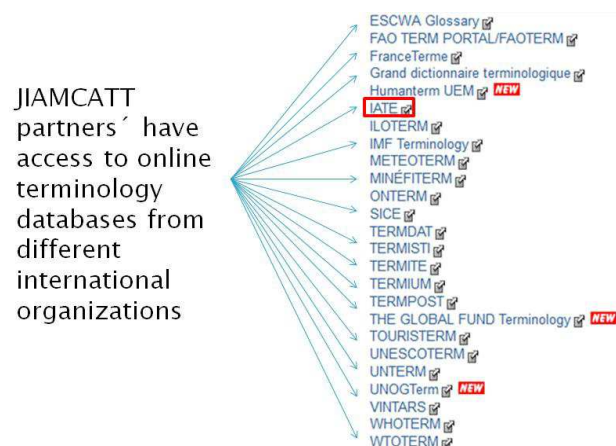 JIAMCATT
partners´ have
access to online
terminology
databases from
different
international
organizations
ESCWA Glossary
FAO TERM PORTAL/FAOTERM
FranceTerme
Grand dictionnaire terminologique
Humanterm UEM NEW
IATE
ILOTERM
IMF Terminology
METEOTERM
MINÉFITERM
ONTERM
SICE
TERMDAT
TERMISTI
TERMITE
TERMIUM
TERMPOST
THE GLOBAL FUND Terminology NEW
TOURISTERM
UNESCOTERM
UNTERM
UNOGTerm NEW
VINTARS
WHOTERM
WTOTERM